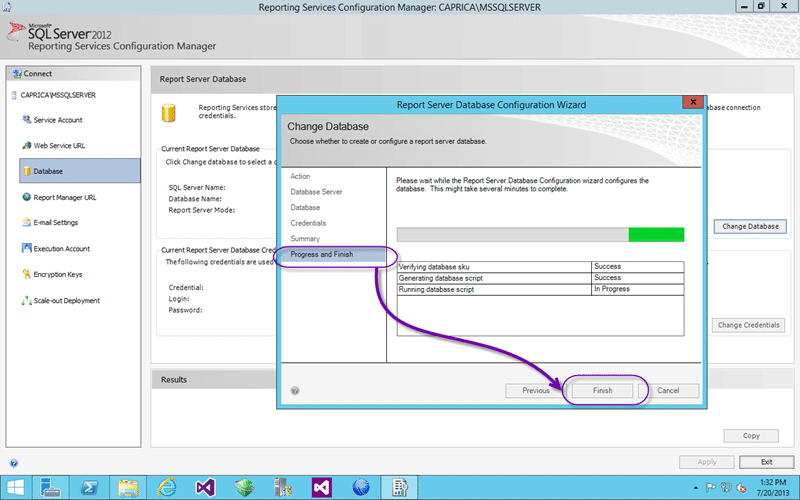 Reporting Services Configuration Manager: CAPRICA\MSSQLSERVER
Microsoft
SQL Server 2012
Reporting Services Configuration Manager
Connect
CAPRICA\MSSQLSERVER
Service Account
Web Service URL
Database
Report Manager URL
E-mail Settings
Execution Account
Encryption Keys
Scale-out Deployment
Report Server Database
Reporting Services store
credentials.
abase connection
Current Report Server Database
Click Change database to select a c
SQL Server Name:
Database Name:
Report Server Mode:
Change Database
Current Report Server Database Crede
The following credentials are used
Credential:
Login:
Password:
Change Credentials
Results
Copy
Apply
Exit
Report Server Database Configuration Wizard
x
Change Database
Choose whether to create or configure a report server database.
Action
Database Server
Database
Credentials
Summary
Progress and Finish
Please wait while the Report Server Database Configuration wizard configures the
database. This might take several minutes to complete.
Verifying database sku Success
Generating database script Success
Running database script In Progress
Previous
Finish
Cancel
1:32 PM
7/20/2013